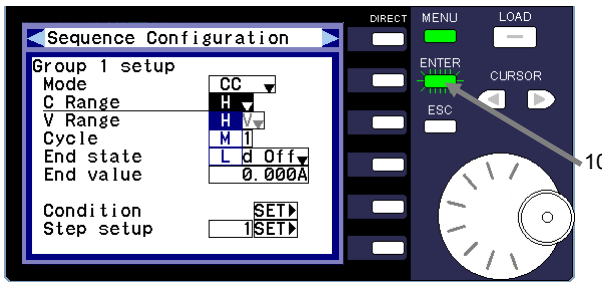 DIRECT
MENU
LOAD
Sequence Configuration
Group 1 setup
Mode CC
C Range H
V Range H V
Cycle M 1
End state L d Off
End value 0.000A
Condition SET
Step setup 1 SET
ENTER
CURSOR
ESC
10